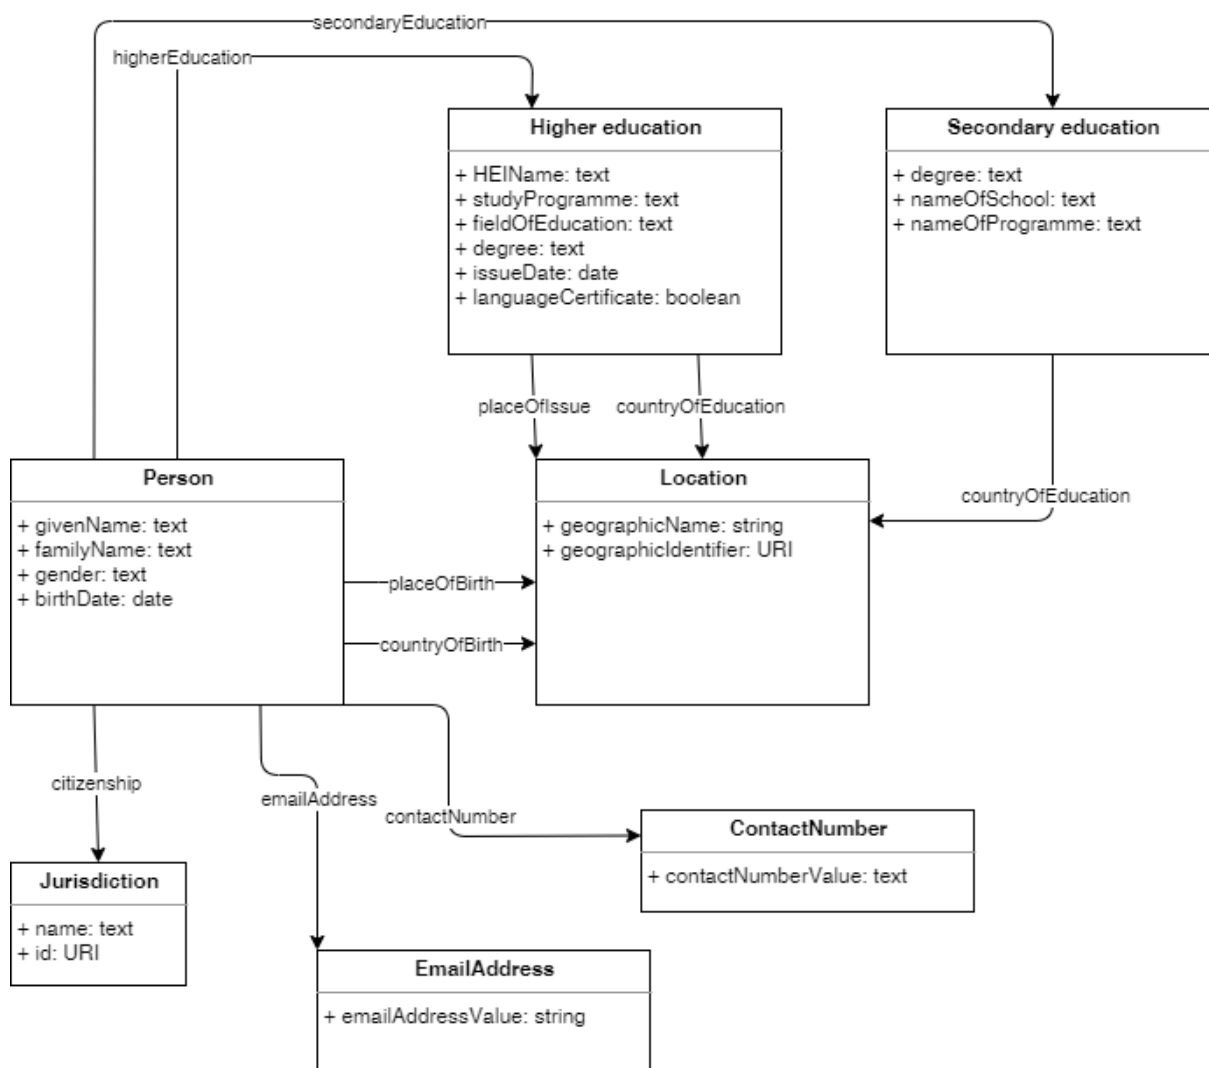 secondaryEducation
higherEducation
Higher education
+ HEIName: text
+ studyProgramme: text
+ fieldOfEducation: text
+ degree: text
+ issueDate: date
+ languageCertificate: boolean
Secondary education
+ degree: text
+ nameOfSchool: text
+ nameOfProgramme: text
placeOfIssue
countryOfEducation
countryOfEducation
Person
+ givenName: text
+ familyName: text
+ gender: text
+ birthDate: date
placeOfBirth
countryOfBirth
Location
+ geographicName: string
+ geographicIdentifier: URI
citizenship
emailAddress
contactNumber
ContactNumber
+ contactNumberValue: text
Jurisdiction
+ name: text
+ id: URI
EmailAddress
+ emailAddressValue: string